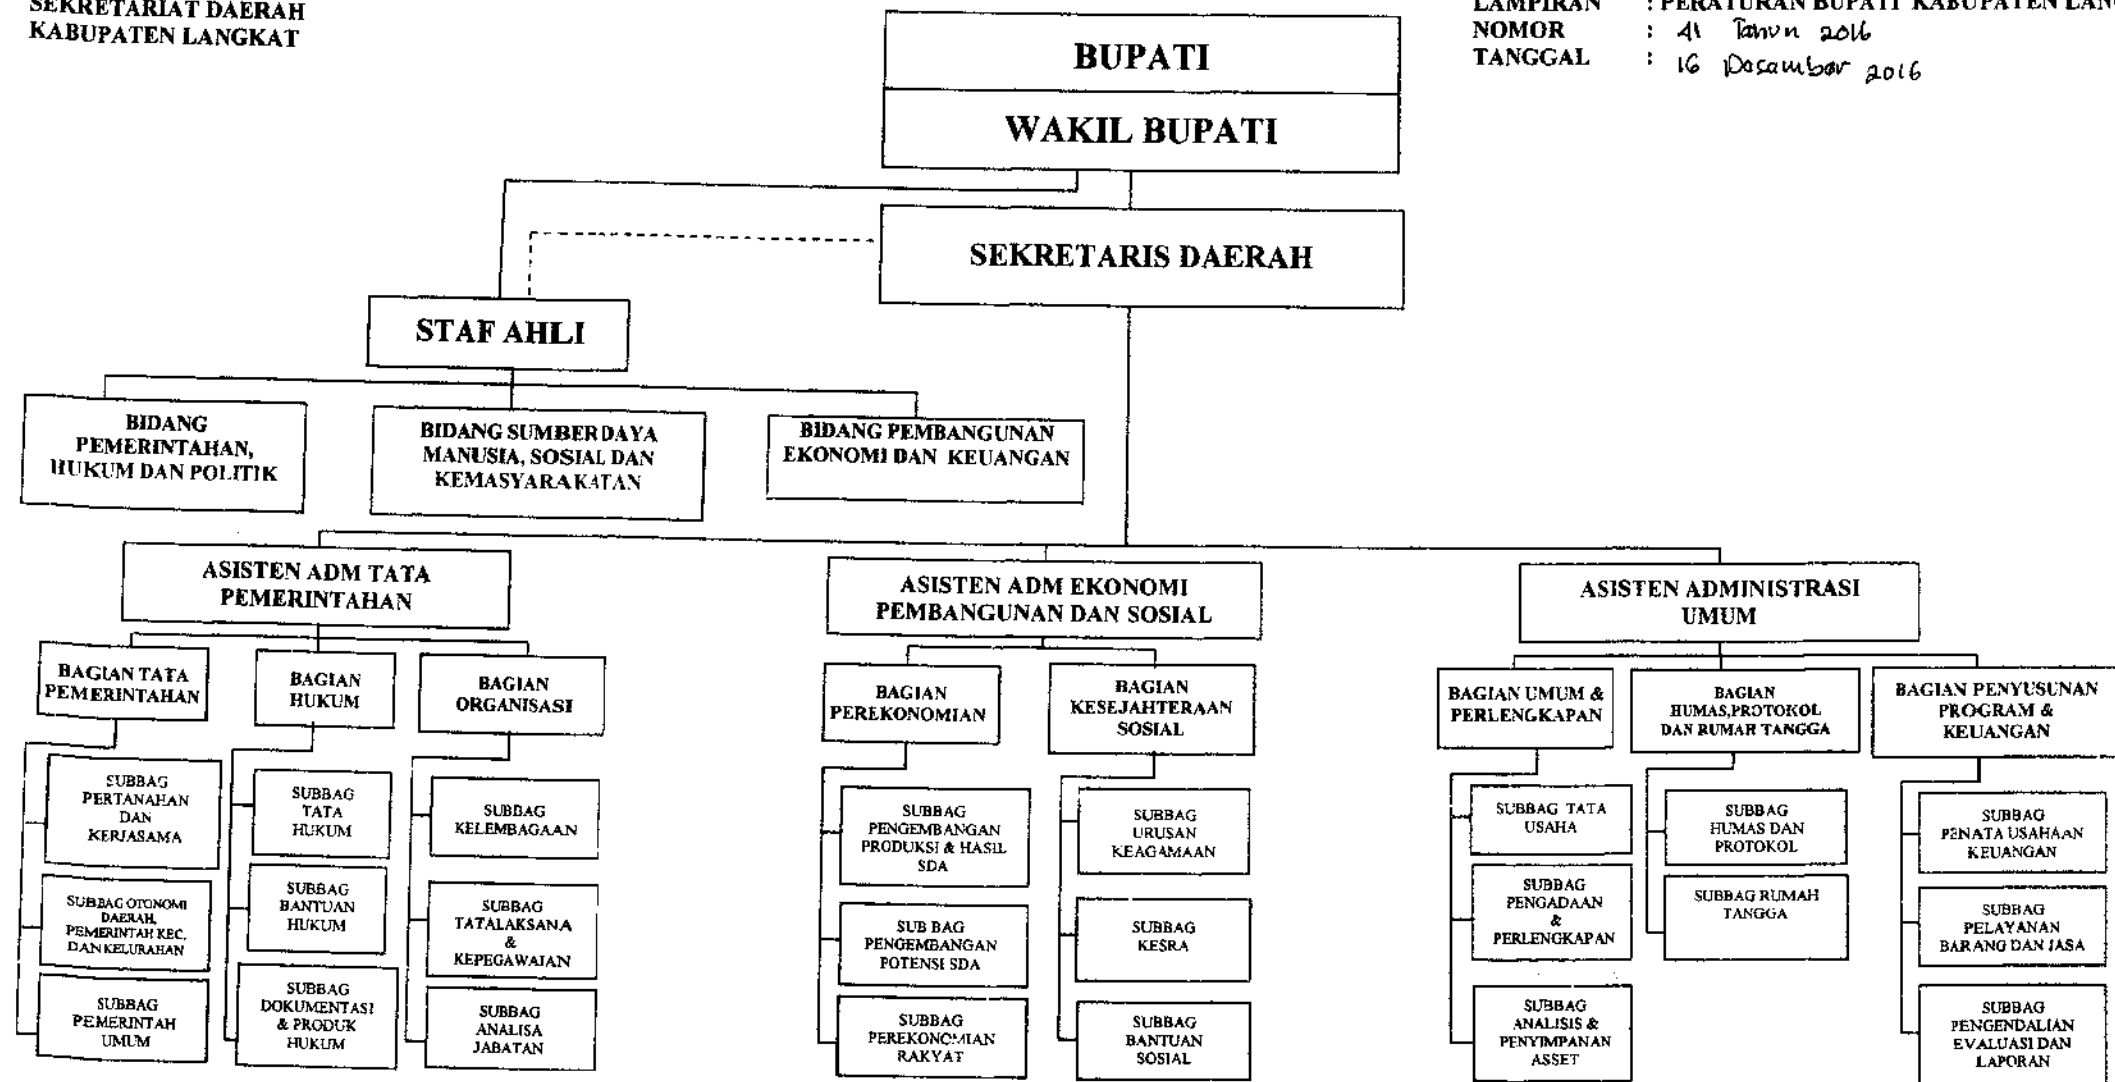 SEKRETARIAT DAERAH
KABUPATEN LANGKAT
LAMPIRAN : PERATURAN BUPATI KABUPATEN
NOMOR : 41 Tahun 2016
TANGGAL : 16 Desember 2016
BUPATI
WAKIL BUPATI
SEKRETARIS DAERAH
STAF AHLI
BIDANG
PEMERINTAHAN,
HUKUM DAN POLITIK
BIDANG SUMBER DAYA
MANUSIA, SOSIAL DAN
KEMASYARAKATAN
BIDANG PEMBANGUNAN
EKONOMI DAN KEUANGAN
ASISTEN ADM TATA
PEMERINTAHAN
ASISTEN ADM EKONOMI
PEMBANGUNAN DAN SOSIAL
ASISTEN ADMINISTRASI
UMUM
BAGIAN TATA
PEMERINTAHAN
BAGIAN
HUKUM
BAGIAN
ORGANISASI
BAGIAN
PEREKONOMIAN
BAGIAN
KESEJAHTERAAN
SOSIAL
BAGIAN UMUM &
PERLENGKAPAN
BAGIAN
HUMAS,PROTOKOL
DAN RUMAH TANGGA
BAGIAN PENYUSUNAN
PROGRAM &
KEUANGAN
SUBBAG
PERTANAHAN
DAN
KERJASAMA
SUBBAG OTONOMI
DAERAH,
PEMERINTAH KEC,
DAN KELURAHAN
SUBBAG
PEMERINTAH
UMUM
SUBBAG
TATA
HUKUM
SUBBAG
BANTUAN
HUKUM
SUBBAG
DOKUMENTASI
& PRODUK
HUKUM
SUBBAG
KELEMBAGAAN
SUBBAG
TATALAKSANA
&
KEPEGAWAIAN
SUBBAG
ANALISA
JABATAN
SUBBAG
PENGEMBANGAN
PRODUKSI & HASIL
SDA
SUB BAG
PENGEMBANGAN
POTENSI SDA
SUBBAG
PEREKONOMIAN
RAKYAT
SUBBAG
URUSAN
KEAGAMAAN
SUBBAG
KESRA
SUBBAG
BANTUAN
SOSIAL
SUBBAG TATA
USAHA
SUBBAG
PENGADAAN
&
PERLENGKAPAN
SUBBAG
ANALISIS &
PENYIMPANAN
ASSET
SUBBAG
HUMAS DAN
PROTOKOL
SUBBAG RUMAH
TANGGA
SUBBAG
PENATA USAHAAN
KEUANGAN
SUBBAG
PELAYANAN
BARANG DAN JASA
SUBBAG
PENGENDALIAN
EVALUASI DAN
LAPORAN